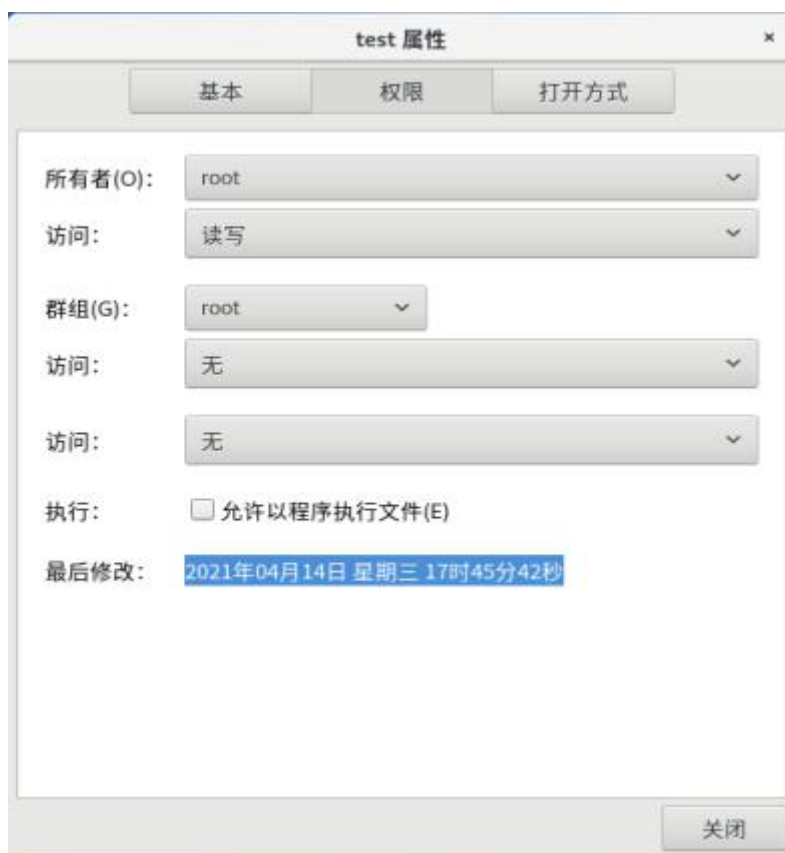 test 属性 ×
基本 权限 打开方式
所有者(O)： root
访问： 读写
群组(G)： root
访问： 无
访问： 无
执行： 允许以程序执行文件(E)
最后修改： 2021年04月14日 星期三 17时45分42秒
关闭